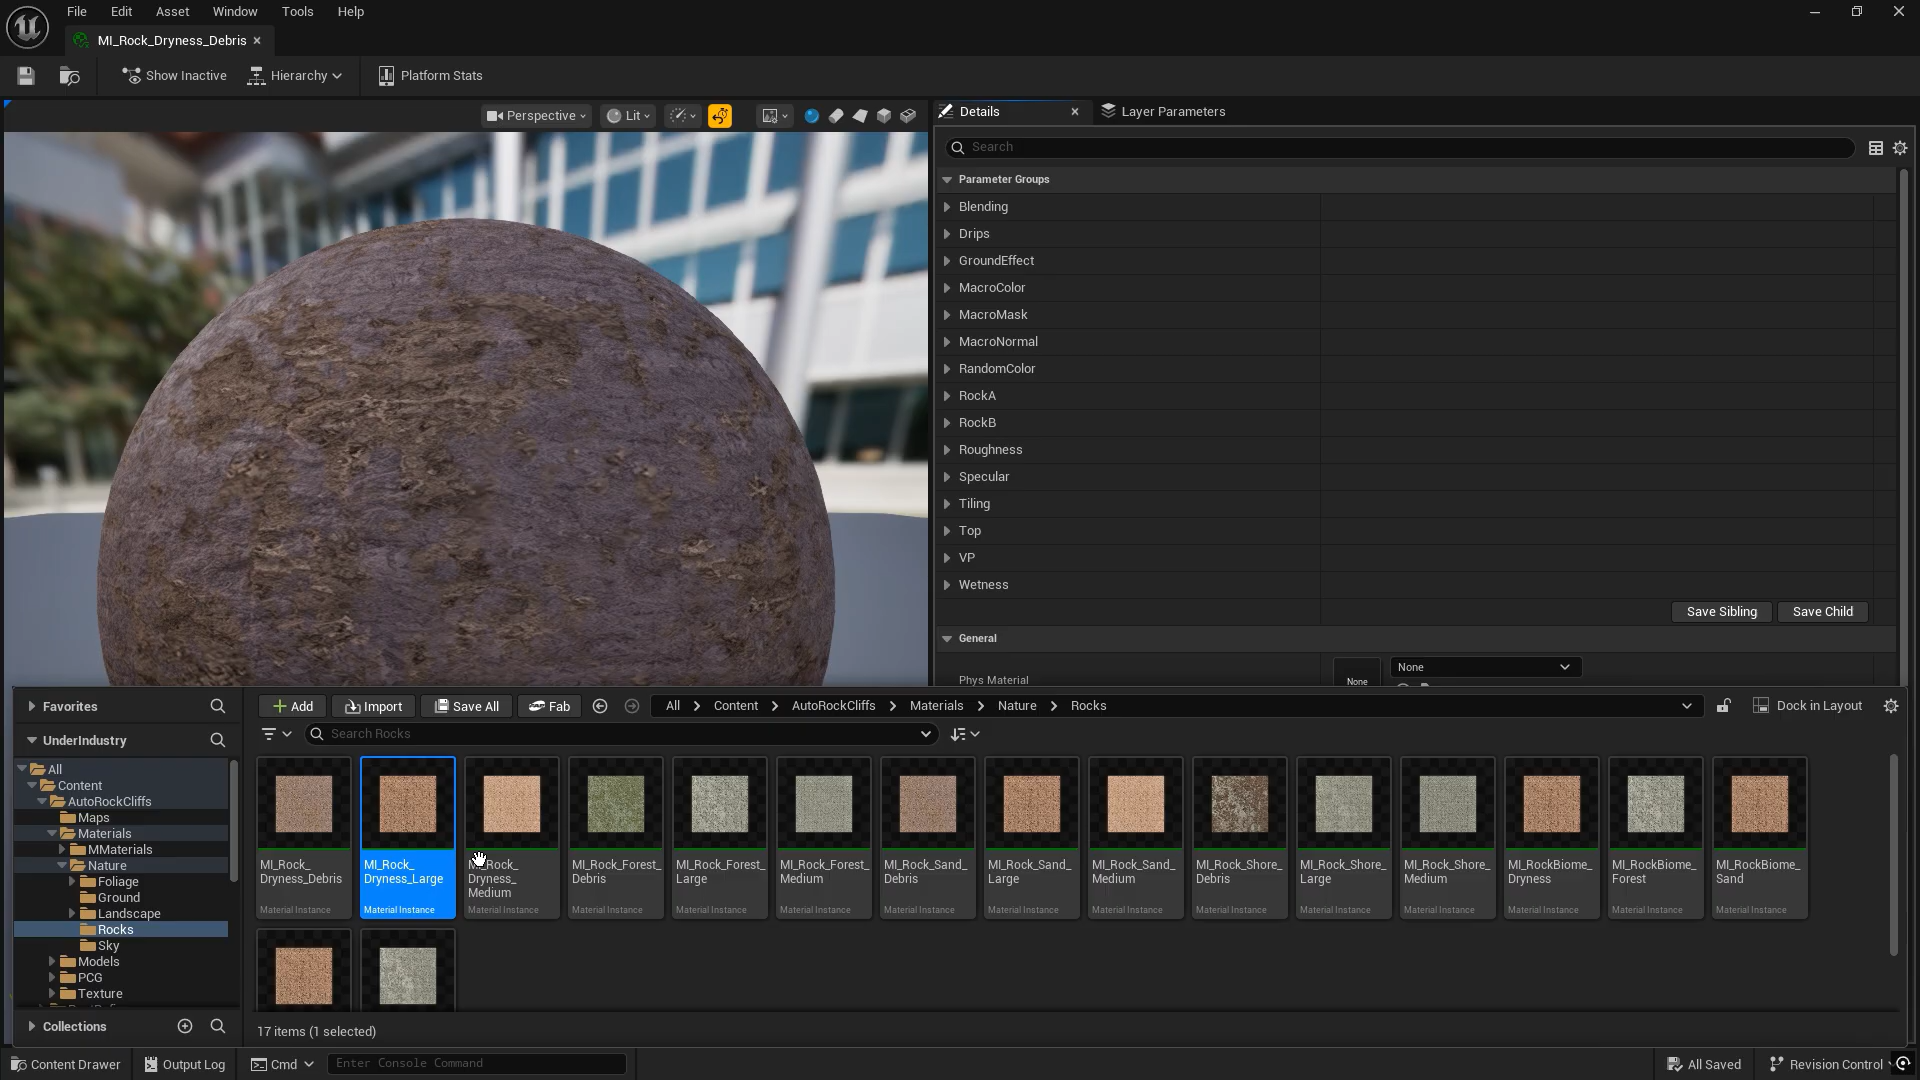 File Edit Asset Window Tools Help
MI_Rock_Dryness_Debris
Show Inactive Hierarchy Platform Stats
Perspective Lit
Details Layer Parameters
Search
Parameter Groups
Blending
Drips
GroundEffect
MacroColor
MacroMask
MacroNormal
RandomColor
RockA
RockB
Roughness
Specular
Tiling
Top
VP
Wetness
Save Sibling Save Child
General
Phys Material None None
Favorites
Add Import Save All Fab All Content AutoRockCliffs Materials Nature Rocks Dock in Layout
UnderIndustry
Search Rocks
All
Content
AutoRockCliffs
Maps
Materials
MMaterials
Nature
Foliage
Ground
Landscape
Rocks
Sky
Models
PCG
Texture
MI_Rock_
Dryness_Debris
Material Instance
MI_Rock_
Dryness_Large
Material Instance
MI_Rock_
Dryness_
Medium
Material Instance
MI_Rock_Forest_
Debris
Material Instance
MI_Rock_Forest_
Large
Material Instance
MI_Rock_Forest_
Medium
Material Instance
MI_Rock_Sand_
Debris
Material Instance
MI_Rock_Sand_
Large
Material Instance
MI_Rock_Sand_
Medium
Material Instance
MI_Rock_Shore_
Debris
Material Instance
MI_Rock_Shore_
Large
Material Instance
MI_Rock_Shore_
Medium
Material Instance
MI_RockBiome_
Dryness
Material Instance
MI_RockBiome_
Forest
Material Instance
MI_RockBiome_
Sand
Material Instance
Collections
17 items (1 selected)
Content Drawer Output Log Cmd Enter Console Command All Saved Revision Control